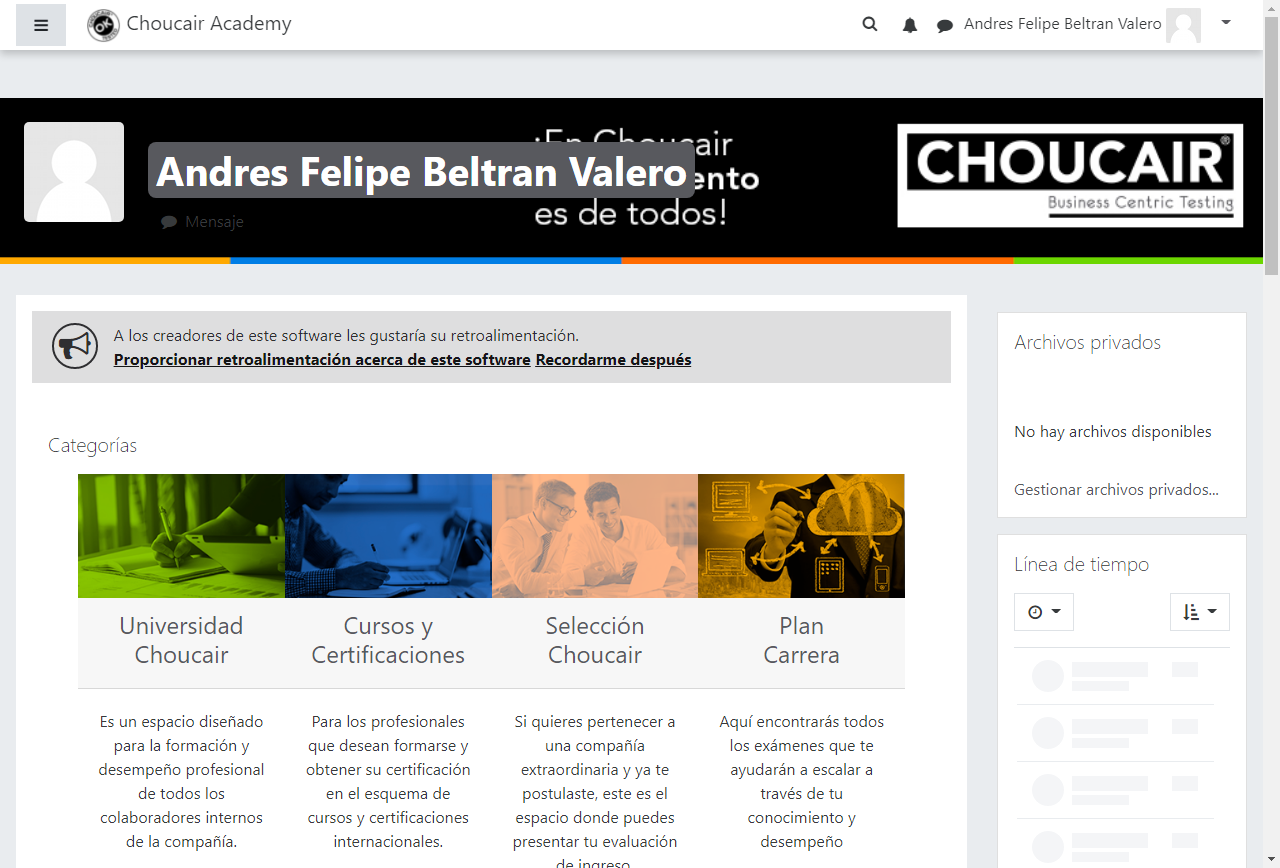 Choucair Academy
Andres Felipe Beltran Valero
¡En Choucair
Andres Felipe Beltran Valero
es de todos!
Mensaje
CHOUCAIR®
Business Centric Testing
A los creadores de este software les gustaría su retroalimentación.
Proporcionar retroalimentación acerca de este software Recordarme después
Categorías
Universidad
Choucair
Es un espacio diseñado
para la formación y
desempeño profesional
de todos los
colaboradores internos
de la compañía.
Cursos y
Certificaciones
Para los profesionales
que desean formarse y
obtener su certificación
en el esquema de
cursos y certificaciones
internacionales.
Selección
Choucair
Si quieres pertenecer a
una compañía
extraordinaria y ya te
postulaste, este es el
espacio donde puedes
presentar tu evaluación
de ingreso
Plan
Carrera
Aquí encontrarás todos
los exámenes que te
ayudarán a escalar a
través de tu
conocimiento y
desempeño
Archivos privados
No hay archivos disponibles
Gestionar archivos privados...
Línea de tiempo